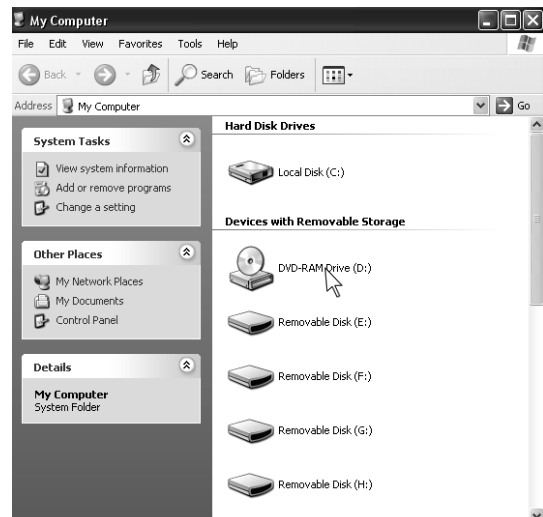 My Computer
File Edit View Favorites Tools Help
Back Search Folders
Address My Computer Go
System Tasks
View system information
Add or remove programs
Change a setting
Other Places
My Network Places
My Documents
Control Panel
Details
My Computer
System Folder
Hard Disk Drives
Local Disk (C:)
Devices with Removable Storage
DVD-RAM Drive (D:)
Removable Disk (E:)
Removable Disk (F:)
Removable Disk (G:)
Removable Disk (H:)